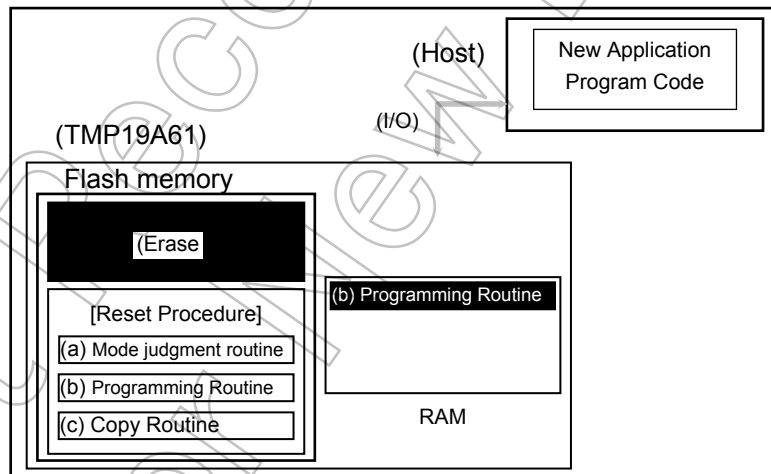 (Host)
New Application
Program Code
(I/O)
(TMP19A61)
Flash memory
(Erase
[Reset Procedure]
(a) Mode judgment routine
(b) Programming Routine
(c) Copy Routine
(b) Programming Routine
RAM